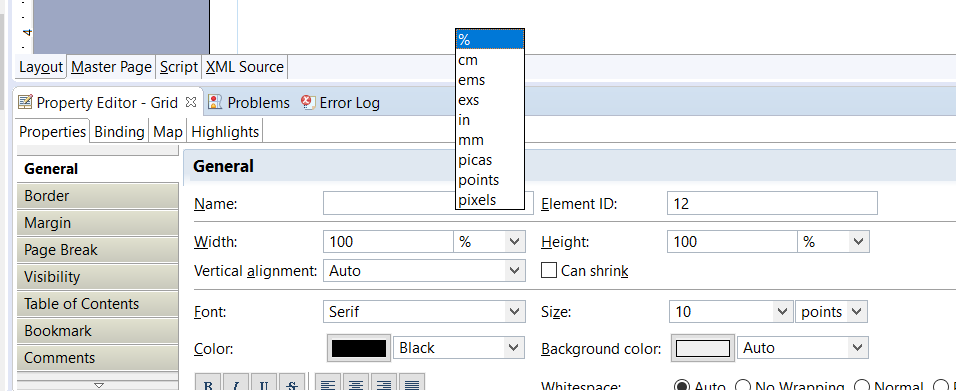 4
%
cm
ems
exs
in
mm
picas
points
pixels
Layout Master Page Script XML Source
Property Editor - Grid Problems Error Log
Properties Binding Map Highlights
General
Border
Margin
Page Break
Visibility
Table of Contents
Bookmark
Comments
General
Name: Element ID: 12
Width: 100 % Height: 100 %
Vertical alignment: Auto Can shrink
Font: Serif Size: 10 points
Color: Black Background color: Auto
B I U S Whitespace: Auto No Wrapping Normal